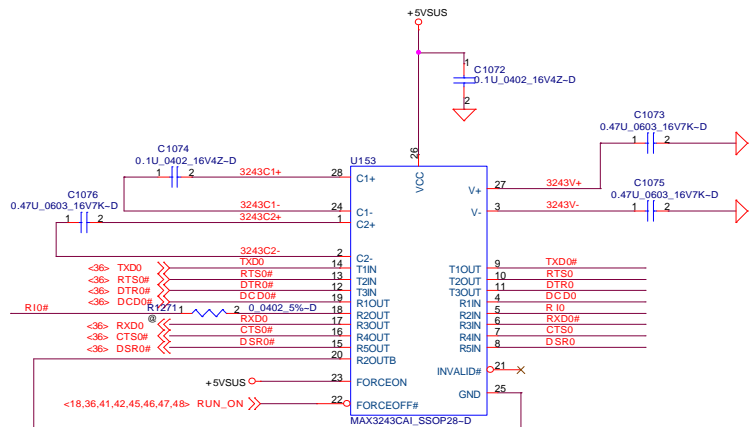 +5VSUS
1
C1072
0.1U_0402_16V4Z-D
2
C1073
0.47U_0603_16V7K-D
1 2
C1074
0.1U_0402_16V4Z-D
1 2
3243C1+ 28
U153
26
VCC
C1+
V+ 27 3243V+
C1075
0.47U_0603_16V7K-D
1 2
C1076
0.47U_0603_16V7K-D
1 2
3243C1- 24 C1-
3243C2+ 1 C2+
V- 3 3243V-
3243C2- 2 C2-
<36> TXD0 TXD0 14 T1IN T1OUT 9 TXD0#
<36> RTS0# RTS0# 13 T2IN T2OUT 10 RTS0
<36> DTR0# DTR0# 12 T3IN T3OUT 11 DTR0
<36> DCD0# DCD0# 19 R1OUT R1IN 4 DCD0
RI0# R1271 1 2 0_0402_5%-D 18 R2OUT R2IN 5 RI0
@
<36> RXD0 RXD0 17 R3OUT R3IN 6 RXD0#
<36> CTS0# CTS0# 16 R4OUT R4IN 7 CTS0
<36> DSR0# DSR0# 15 R5OUT R5IN 8 DSR0
20 R2OUTB
INVALID# 21
+5VSUS 23 FORCEON
GND 25
<18,36,41,42,45,46,47,48> RUN_ON 22 FORCEOFF#
MAX3243CAI_SSOP28-D